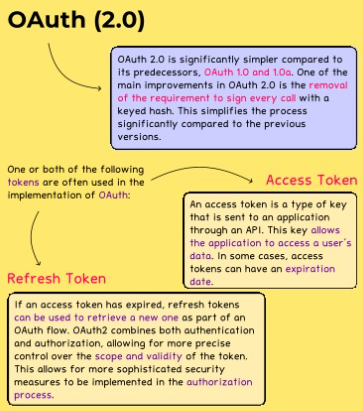 OAuth (2.0)
OAuth 2.0 is significantly simpler compared to
its predecessors, OAuth 1.0 and 1.0a. One of the
main improvements in OAuth 2.0 is the removal
of the requirement to sign every call with a
keyed hash. This simplifies the process
significantly compared to the previous
versions.
One or both of the following
tokens are often used in the
implementation of OAuth:
Access Token
An access token is a type of key
that is sent to an application
through an API. This key allows
the application to access a user's
data. In some cases, access
tokens can have an expiration
date.
Refresh Token
If an access token has expired, refresh tokens
can be used to retrieve a new one as part of an
OAuth flow. OAuth2 combines both authentication
and authorization, allowing for more precise
control over the scope and validity of the token.
This allows for more sophisticated security
measures to be implemented in the authorization
process.